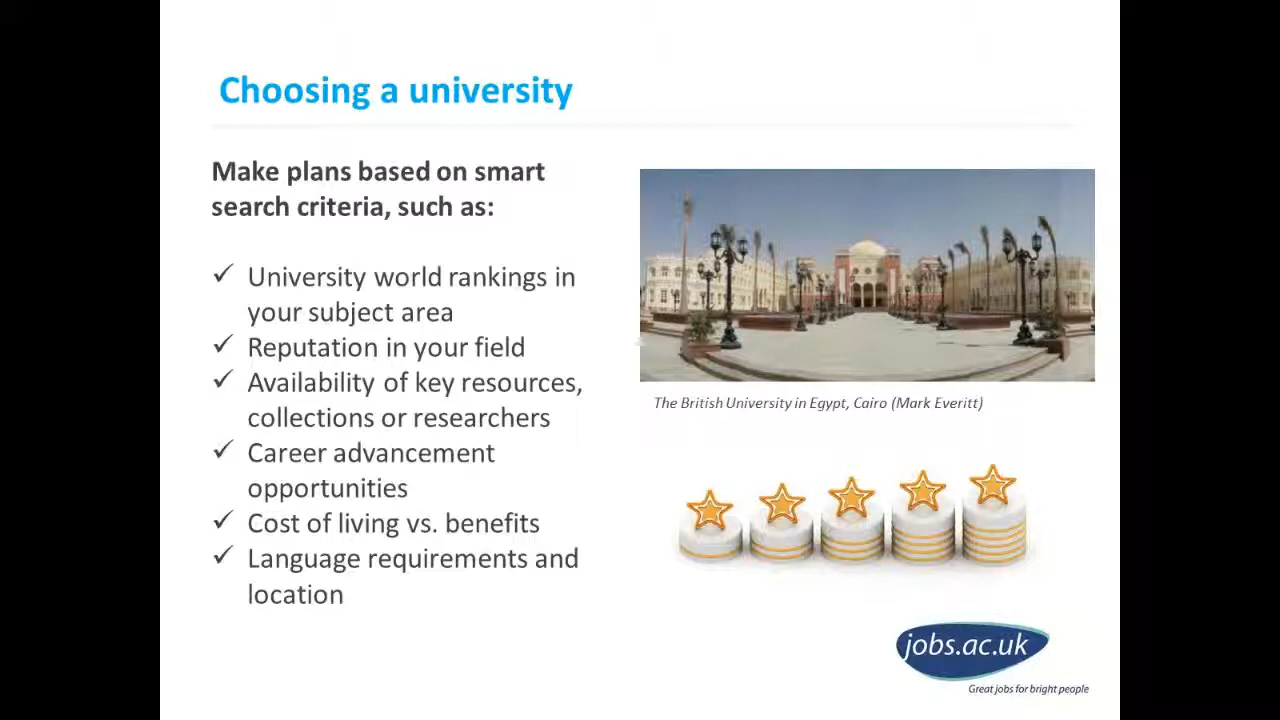 Choosing a university
Make plans based on smart
search criteria, such as:
✓ University world rankings in
your subject area
✓ Reputation in your field
✓ Availability of key resources,
collections or researchers
✓ Career advancement
opportunities
✓ Cost of living vs. benefits
✓ Language requirements and
location
The British University in Egypt, Cairo (Mark Everitt)
jobs.ac.uk
Great jobs for bright people